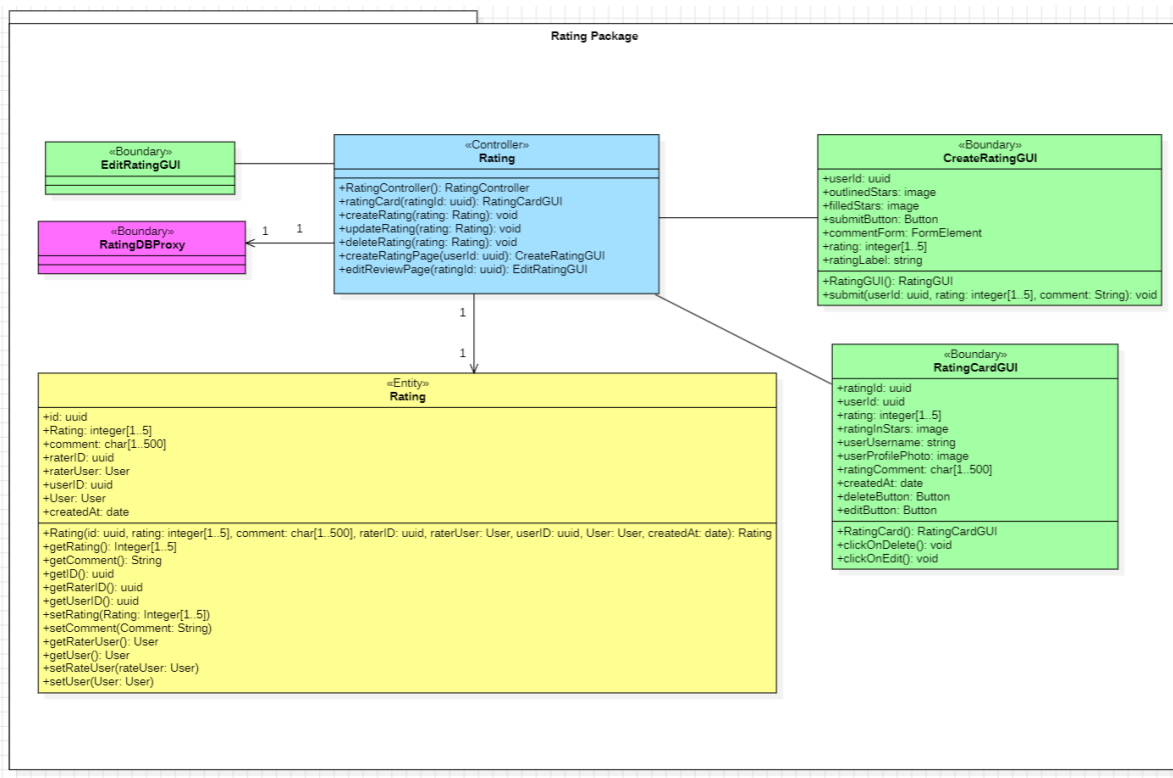 Rating Package
«Boundary»
EditRatingGUI
«Boundary»
RatingDBProxy
1
1
«Controller»
Rating
+RatingController(): RatingController
+ratingCard(ratingId: uuid): RatingCardGUI
+createRating(rating: Rating): void
+updateRating(rating: Rating): void
+deleteRating(rating: Rating): void
+createRatingPage(userId: uuid): CreateRatingGUI
+editReviewPage(ratingId: uuid): EditRatingGUI
«Boundary»
CreateRatingGUI
+userId: uuid
+outlinedStars: image
+filledStars: image
+submitButton: Button
+commentForm: FormElement
+rating: integer[1..5]
+ratingLabel: string
+RatingGUI(): RatingGUI
+submit(userId: uuid, rating: integer[1..5], comment: String): void
1
1
«Boundary»
RatingCardGUI
+ratingId: uuid
+userId: uuid
+rating: integer[1..5]
+ratingInStars: image
+userUsername: string
+userProfilePhoto: image
+ratingComment: char[1..500]
+createdAt: date
+deleteButton: Button
+editButton: Button
+RatingCard(): RatingCardGUI
+clickOnDelete(): void
+clickOnEdit(): void
«Entity»
Rating
+id: uuid
+Rating: integer[1..5]
+comment: char[1..500]
+raterID: uuid
+raterUser: User
+userID: uuid
+User: User
+createdAt: date
+Rating(id: uuid, rating: integer[1..5], comment: char[1..500], raterID: uuid, raterUser: User, userID: uuid, User: User, createdAt: date): Rating
+getRating(): Integer[1..5]
+getComment(): String
+getID(): uuid
+getRaterID(): uuid
+getUserID(): uuid
+setRating(Rating: Integer[1..5])
+setComment(Comment: String)
+getRaterUser(): User
+getUser(): User
+setRateUser(rateUser: User)
+setUser(User: User)